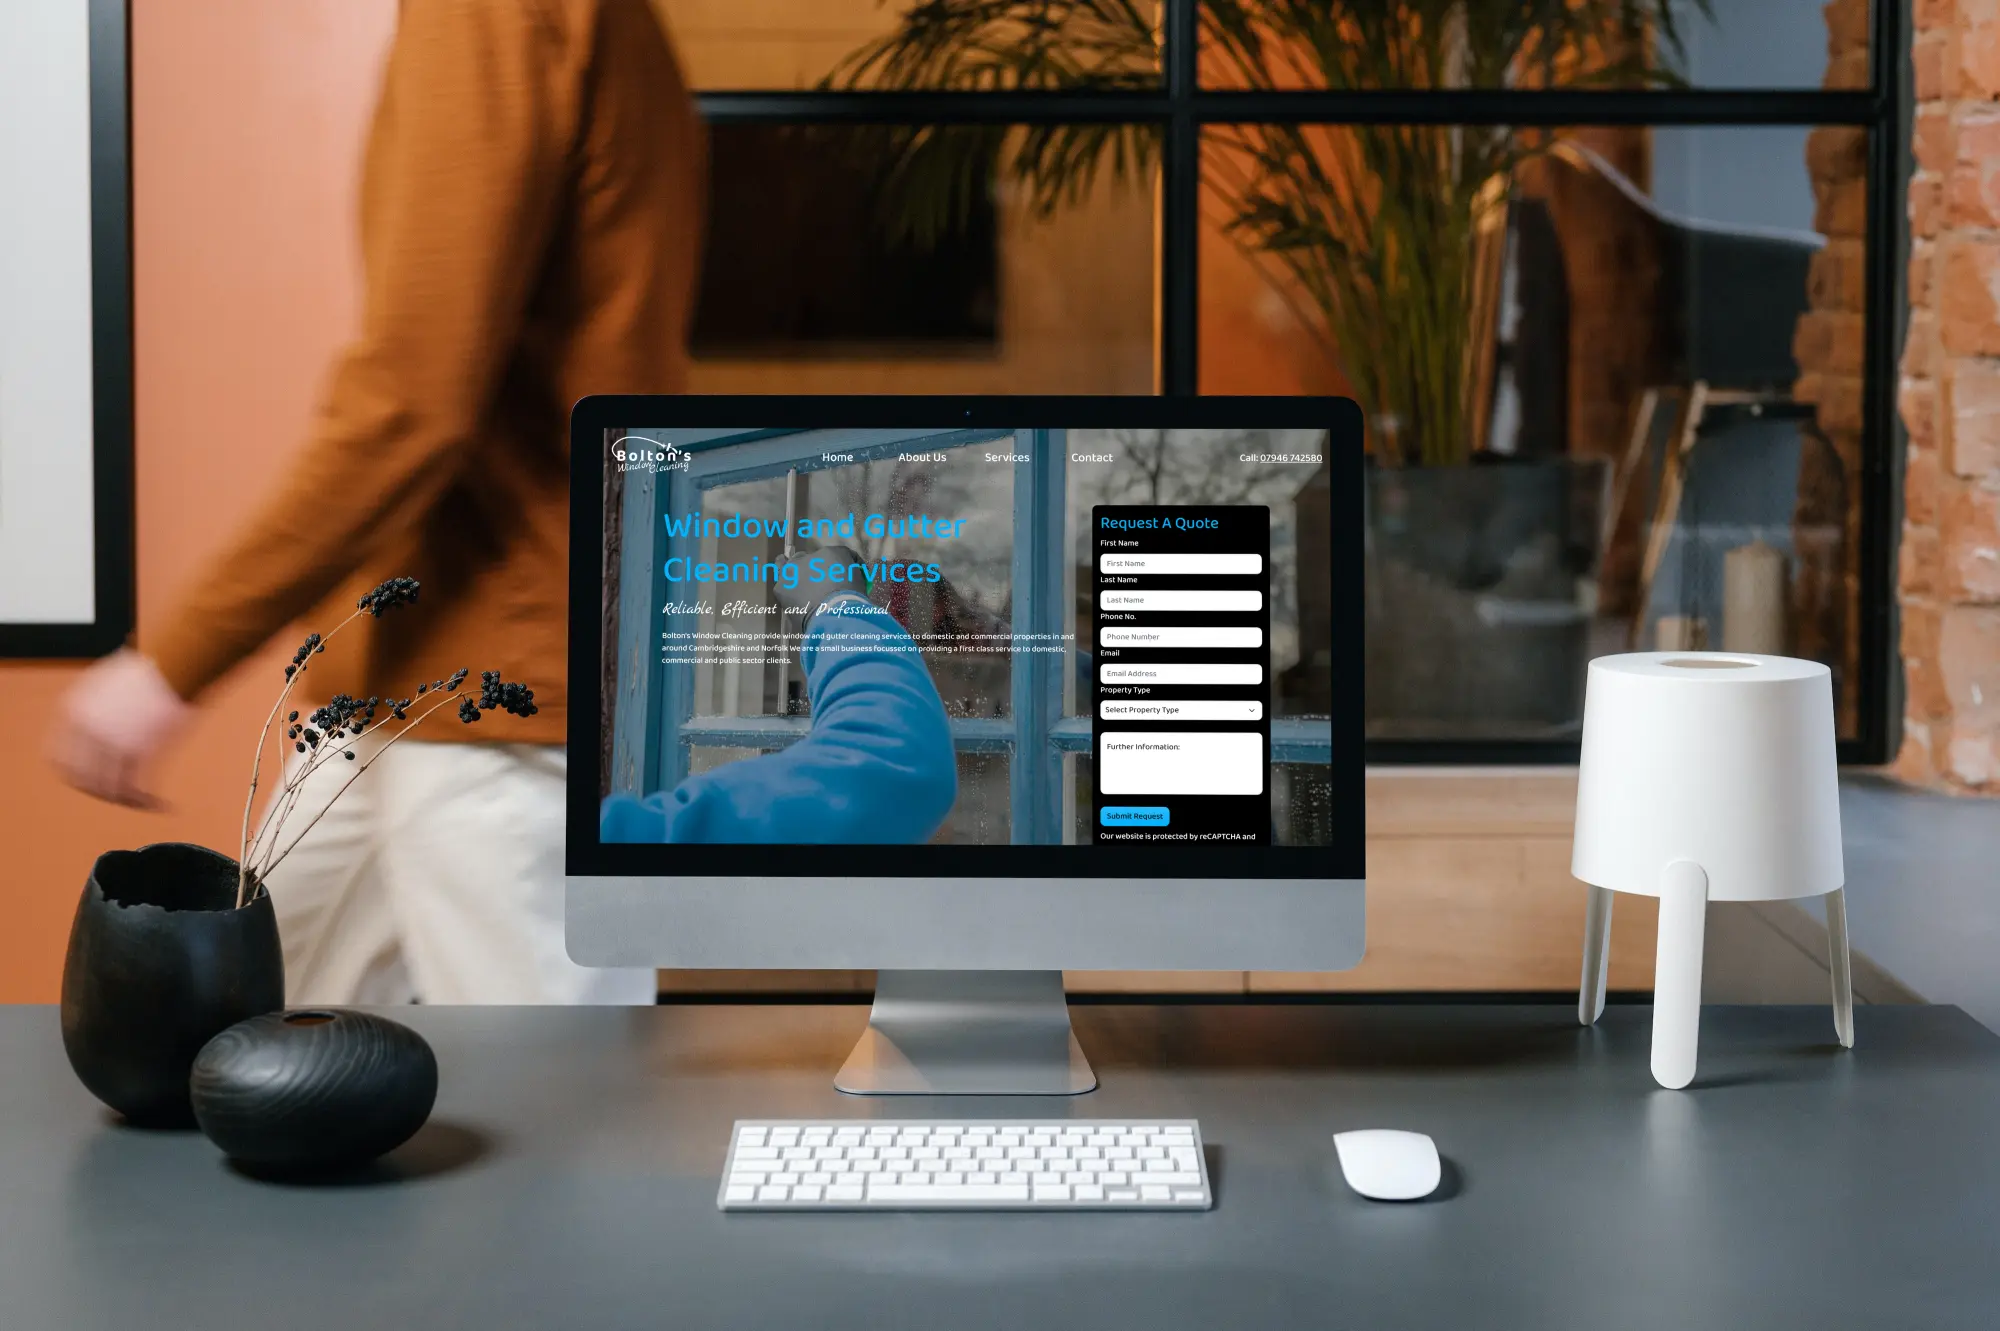 Bolton's
Window Cleaning
Home
About Us
Services
Contact
Call: 07946 742580
Window and Gutter
Cleaning Services
Reliable, Efficient and Professional
Bolton's Window Cleaning provide window and gutter cleaning services to domestic and commercial properties in and
around Cambridgeshire and Norfolk We are a small business focussed on providing a first class service to domestic,
commercial and public sector clients.
Request A Quote
First Name
First Name
Last Name
Last Name
Phone No.
Phone Number
Email
Email Address
Property Type
Select Property Type
Further Information:
Submit Request
Our website is protected by reCAPTCHA and